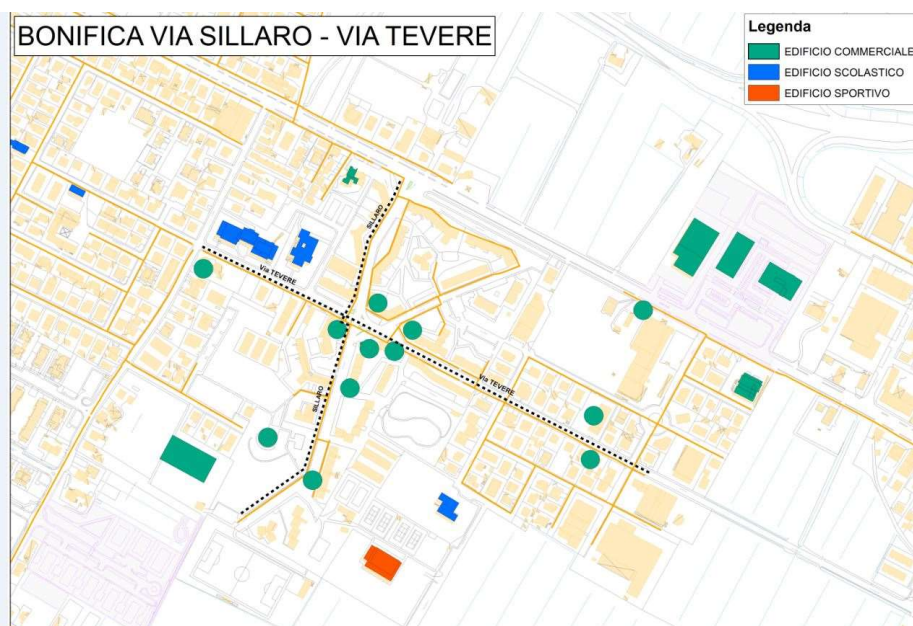 BONIFICA VIA SILLARO - VIA TEVERE
Legenda
EDIFICIO COMMERCIALE
EDIFICIO SCOLASTICO
EDIFICIO SPORTIVO
SILLARO
Via TEVERE
Via TEVERE
SILLARO